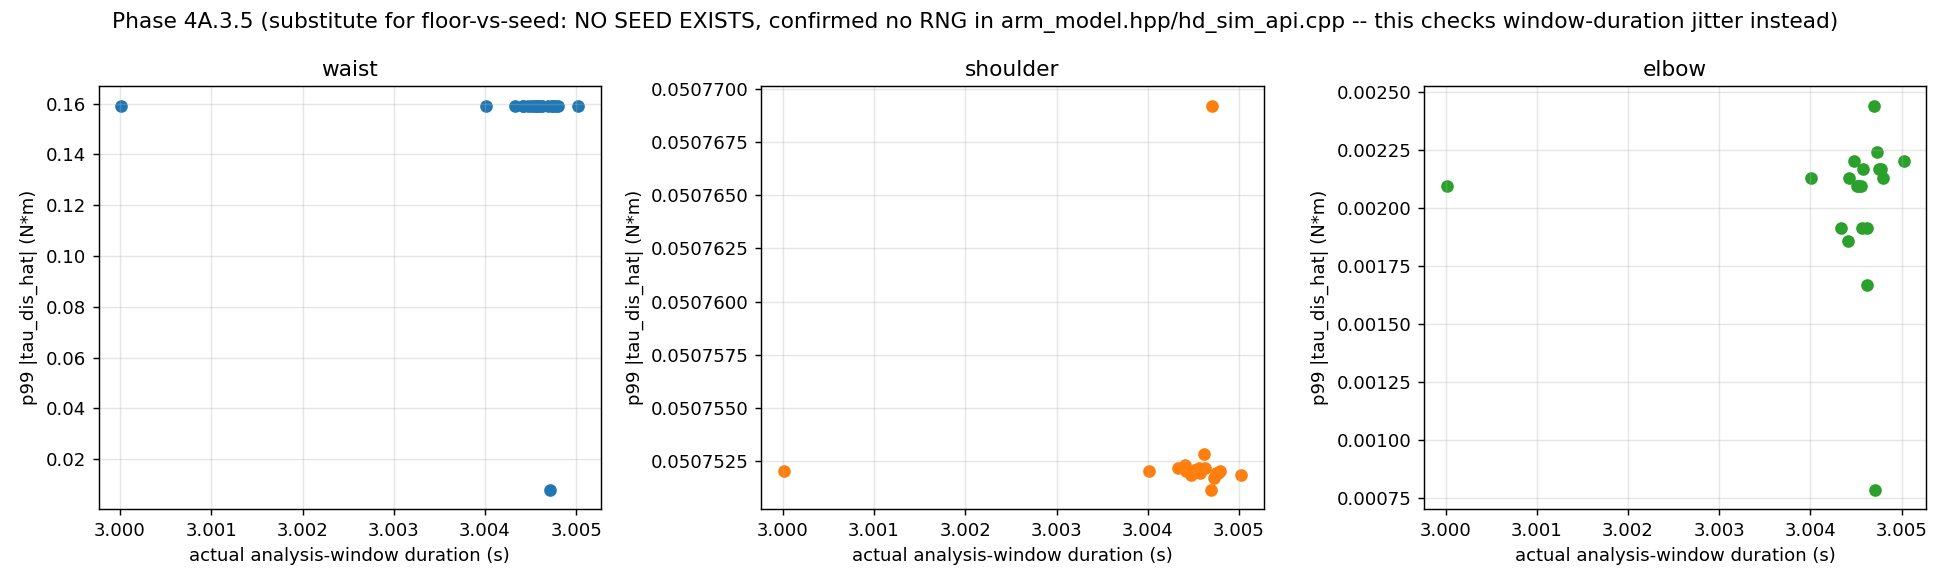 Phase 4A.3.5 (substitute for floor-vs-seed: NO SEED EXISTS, confirmed no RNG in arm_model.hpp/hd_sim_api.cpp -- this checks window-duration jitter instead)
waist
p99 |tau_dis_hat| (N*m)
0.16
0.14
0.12
0.10
0.08
0.06
0.04
0.02
3.000 3.001 3.002 3.003 3.004 3.005
actual analysis-window duration (s)
shoulder
p99 |tau_dis_hat| (N*m)
0.0507700
0.0507675
0.0507650
0.0507625
0.0507600
0.0507575
0.0507550
0.0507525
3.000 3.001 3.002 3.003 3.004 3.005
actual analysis-window duration (s)
elbow
p99 |tau_dis_hat| (N*m)
0.00250
0.00225
0.00200
0.00175
0.00150
0.00125
0.00100
0.00075
3.000 3.001 3.002 3.003 3.004 3.005
actual analysis-window duration (s)